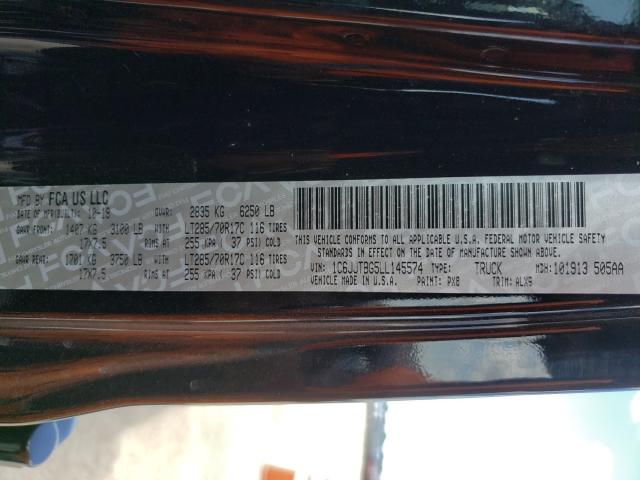 MFD BY FCA US LLC
DATE OF MFR(BUILT): 10-19 GVWR: 2835 KG 6250 LB
GAWR FRONT: 1407 KG 3100 LB WITH LT285/70R17C 116 TIRES
17X7.5 RIMS AT 255 KPA ( 37 PSI) COLD
GAWR REAR: 1701 KG 3750 LB WITH LT285/70R17C 116 TIRES
17X7.5 RIMS AT 255 KPA ( 37 PSI) COLD
THIS VEHICLE CONFORMS TO ALL APPLICABLE U.S.A. FEDERAL MOTOR VEHICLE SAFETY
STANDARDS IN EFFECT ON THE DATE OF MANUFACTURE SHOWN ABOVE.
VIN: 1C6JJTBG5LL145574 TYPE: TRUCK MDH: 101913 505AA
VEHICLE MADE IN U.S.A. PAINT: PX8 TRIM: ALX9